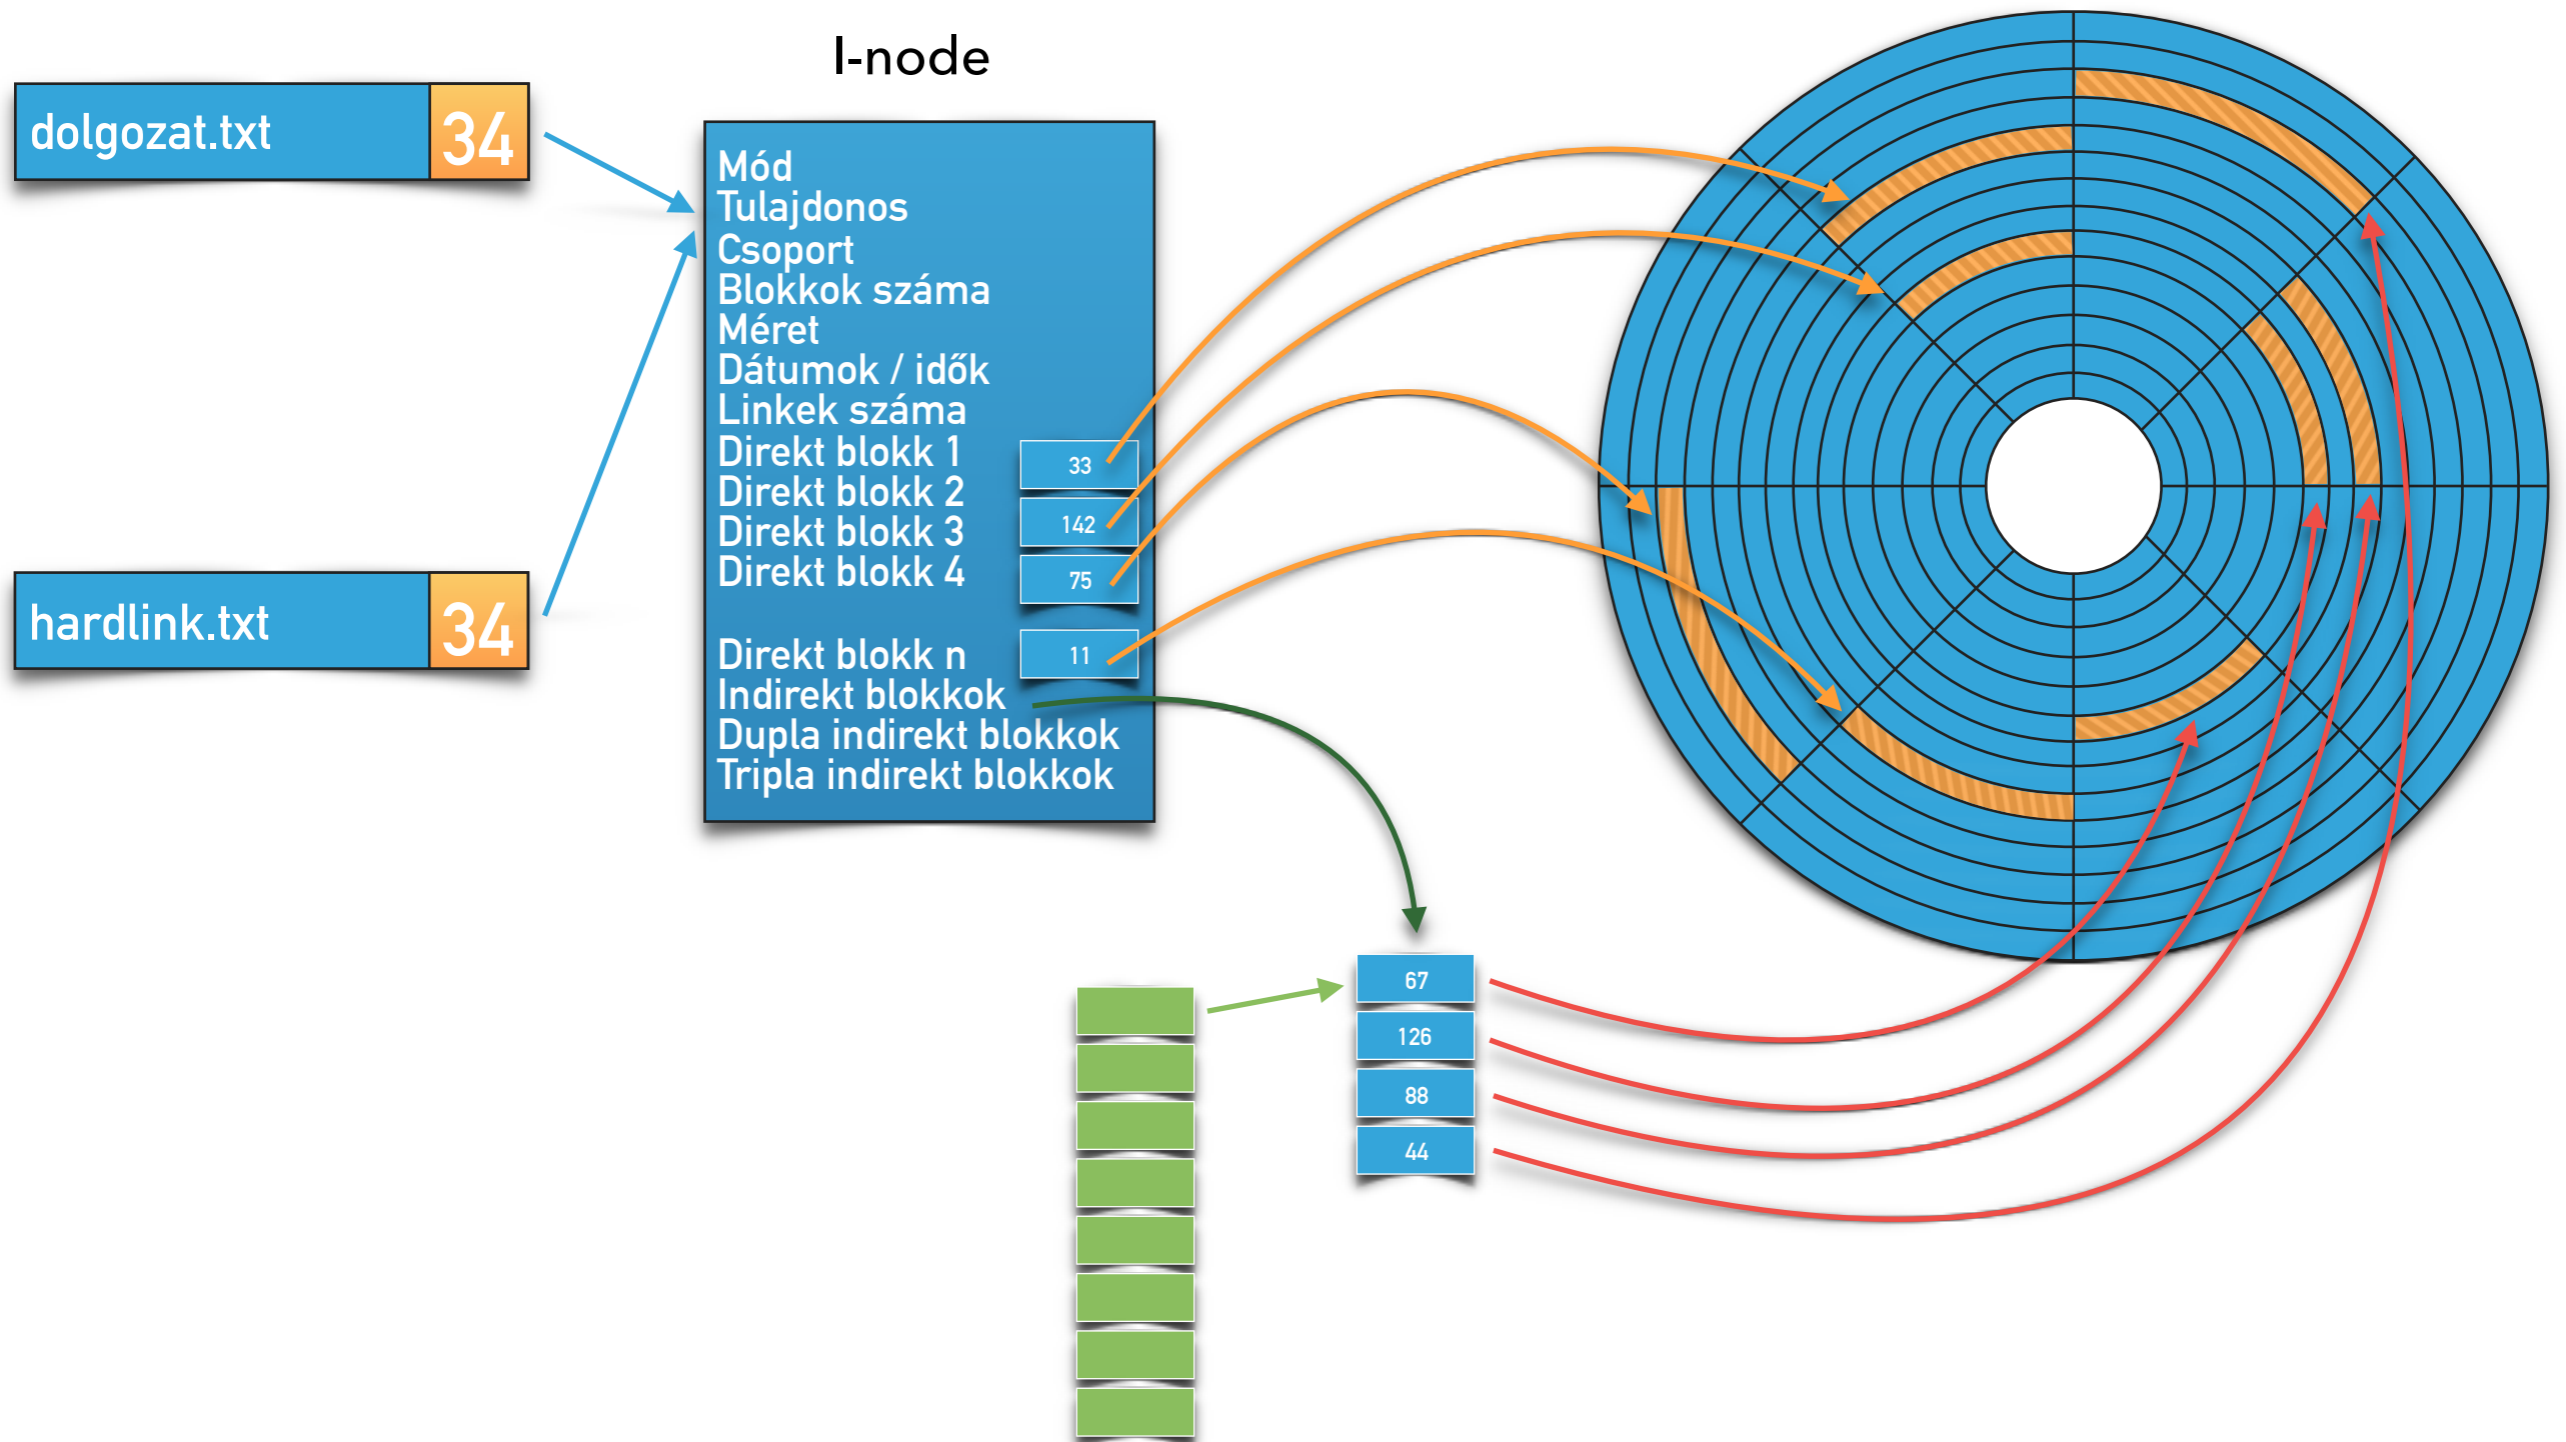 I-node
dolgozat.txt 34
hardlink.txt 34
Mód
Tulajdonos
Csoport
Blokkok száma
Méret
Dátumok / idők
Linkek száma
Direkt blokk 1
Direkt blokk 2
Direkt blokk 3
Direkt blokk 4
Direkt blokk n
Indirekt blokkok
Dupla indirekt blokkok
Tripla indirekt blokkok
33
142
75
11
67
126
88
44